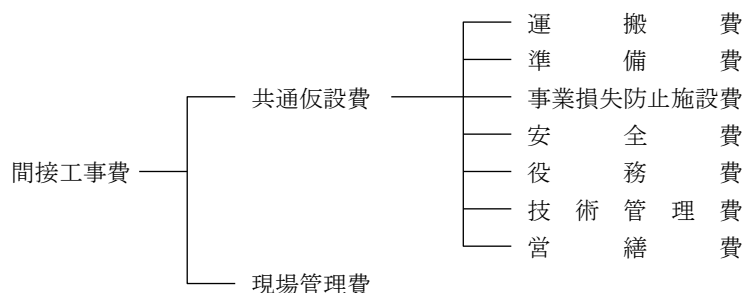 運搬費
準備費
共通仮設費
事業損失防止施設費
安全費
間接工事費
役務費
技術管理費
営繕費
現場管理費